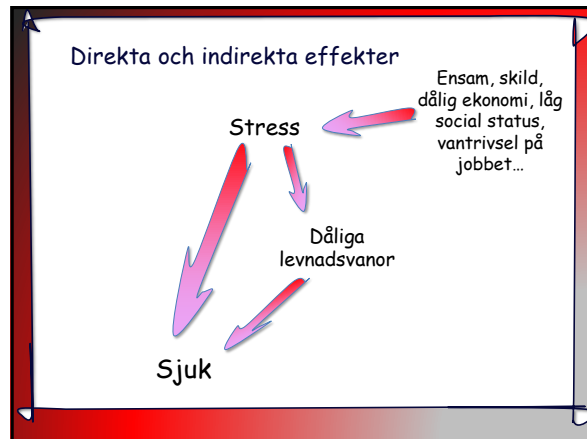 Direkta och indirekta effekter
Ensam, skild,
dålig ekonomi, låg
social status,
vantrivsel på
jobbet…
Stress
Dåliga
levnadsvanor
Sjuk